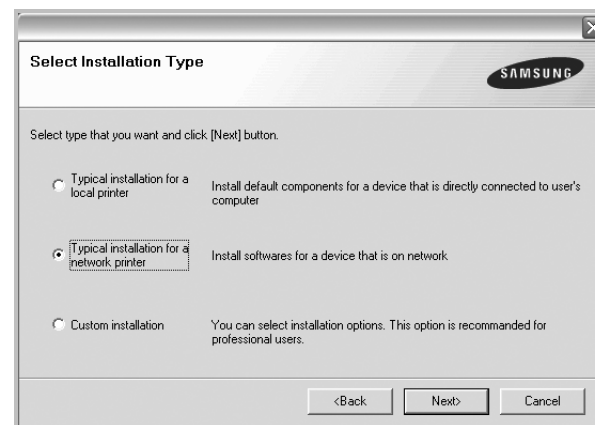 Select Installation Type
SAMSUNG
Select type that you want and click [Next] button.
Typical installation for a
local printer
Install default components for a device that is directly connected to user's
computer
Typical installation for a
network printer
Install softwares for a device that is on network
Custom installation
You can select installation options. This option is recommanded for
professional users.
<Back
Next>
Cancel